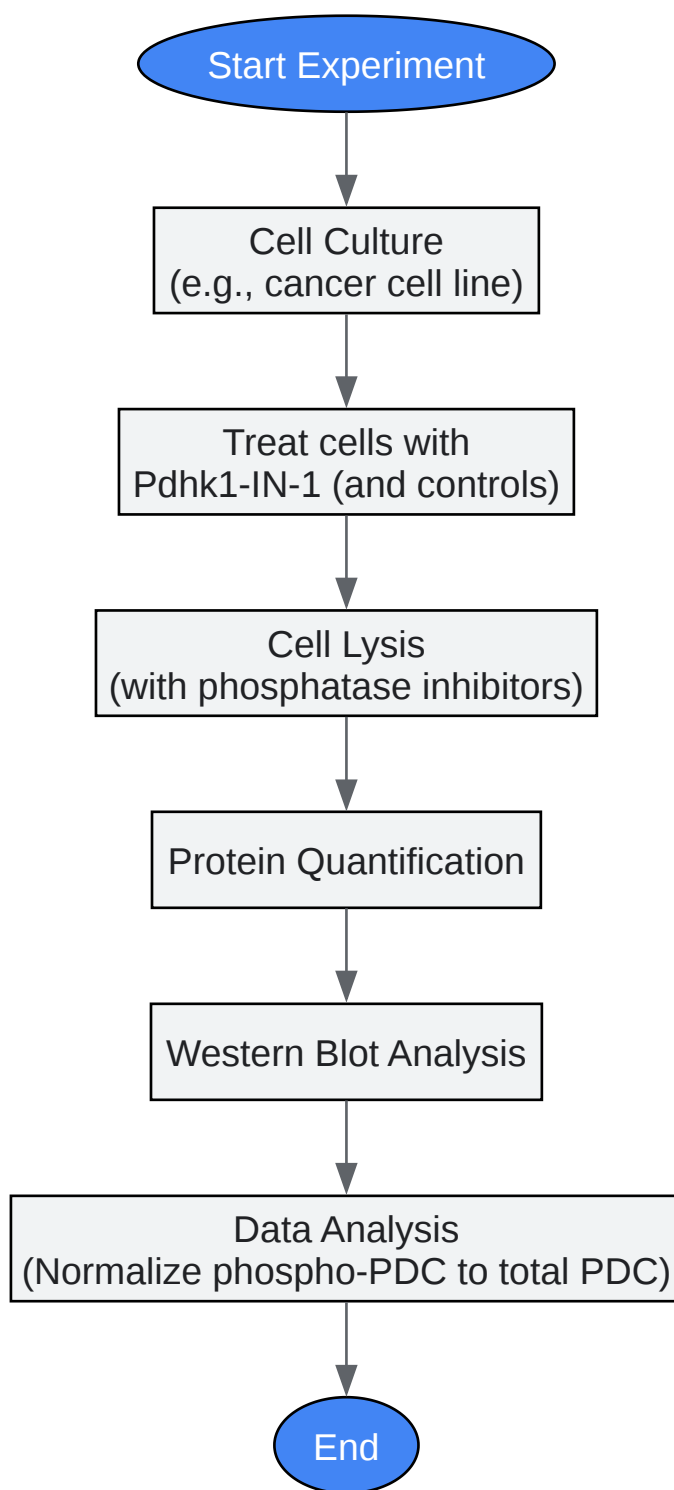 Start Experiment
Cell Culture
(e.g., cancer cell line)
Treat cells with
Pdhk1-IN-1 (and controls)
Cell Lysis
(with phosphatase inhibitors)
Protein Quantification
Western Blot Analysis
Data Analysis
(Normalize phospho-PDC to total PDC)
End